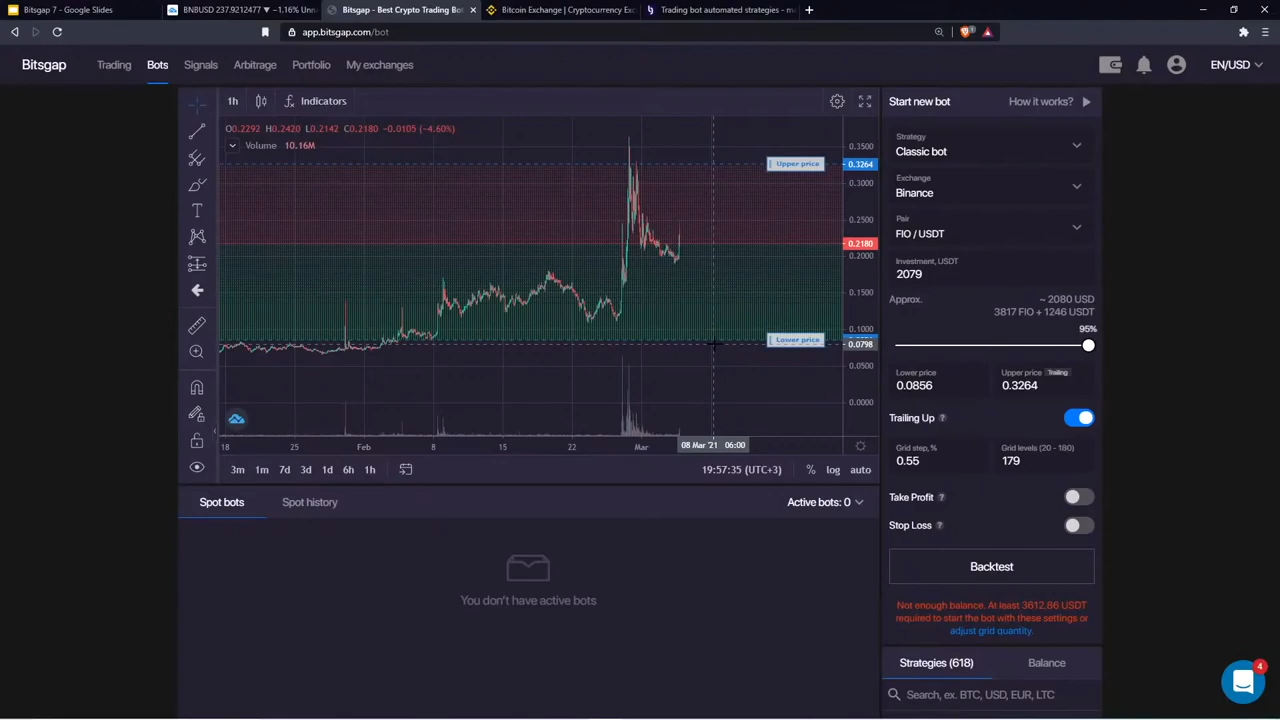 Bitsgap 7 - Google Slides
BNBUSD 237.9212477 ▼ −1.16% Unn
Bitsgap - Best Crypto Trading Bot
Bitcoin Exchange | Cryptocurrency Exc
Trading bot automated strategies - m
app.bitsgap.com/bot
1
Bitsgap
Trading
Bots
Signals
Arbitrage
Portfolio
My exchanges
EN/USD
1h
Indicators
O0.2292 H0.2420 L0.2142 C0.2180 −0.0105 (−4.60%)
Volume 10.16M
Upper price
Lower price
0.3500
0.3264
0.3000
0.2500
0.2180
0.2000
0.1500
0.1000
0.0798
0.0500
0.0000
18
25
Feb
8
15
22
Mar
08 Mar '21 06:00
3m
1m
7d
3d
1d
6h
1h
19:57:35 (UTC+3)
%
log
auto
Spot bots
Spot history
Active bots: 0
You don't have active bots
Start new bot
How it works?
Strategy
Classic bot
Exchange
Binance
Pair
FIO / USDT
Investment, USDT
2079
Approx.
~ 2080 USD
3817 FIO + 1246 USDT
95%
Lower price
0.0856
Upper price Trailing
0.3264
Trailing Up ?
Grid step, %
0.55
Grid levels (20 - 180)
179
Take Profit ?
Stop Loss ?
Backtest
Not enough balance. At least 3612.86 USDT
required to start the bot with these settings or
adjust grid quantity.
Strategies (618)
Balance
Search, ex. BTC, USD, EUR, LTC
4